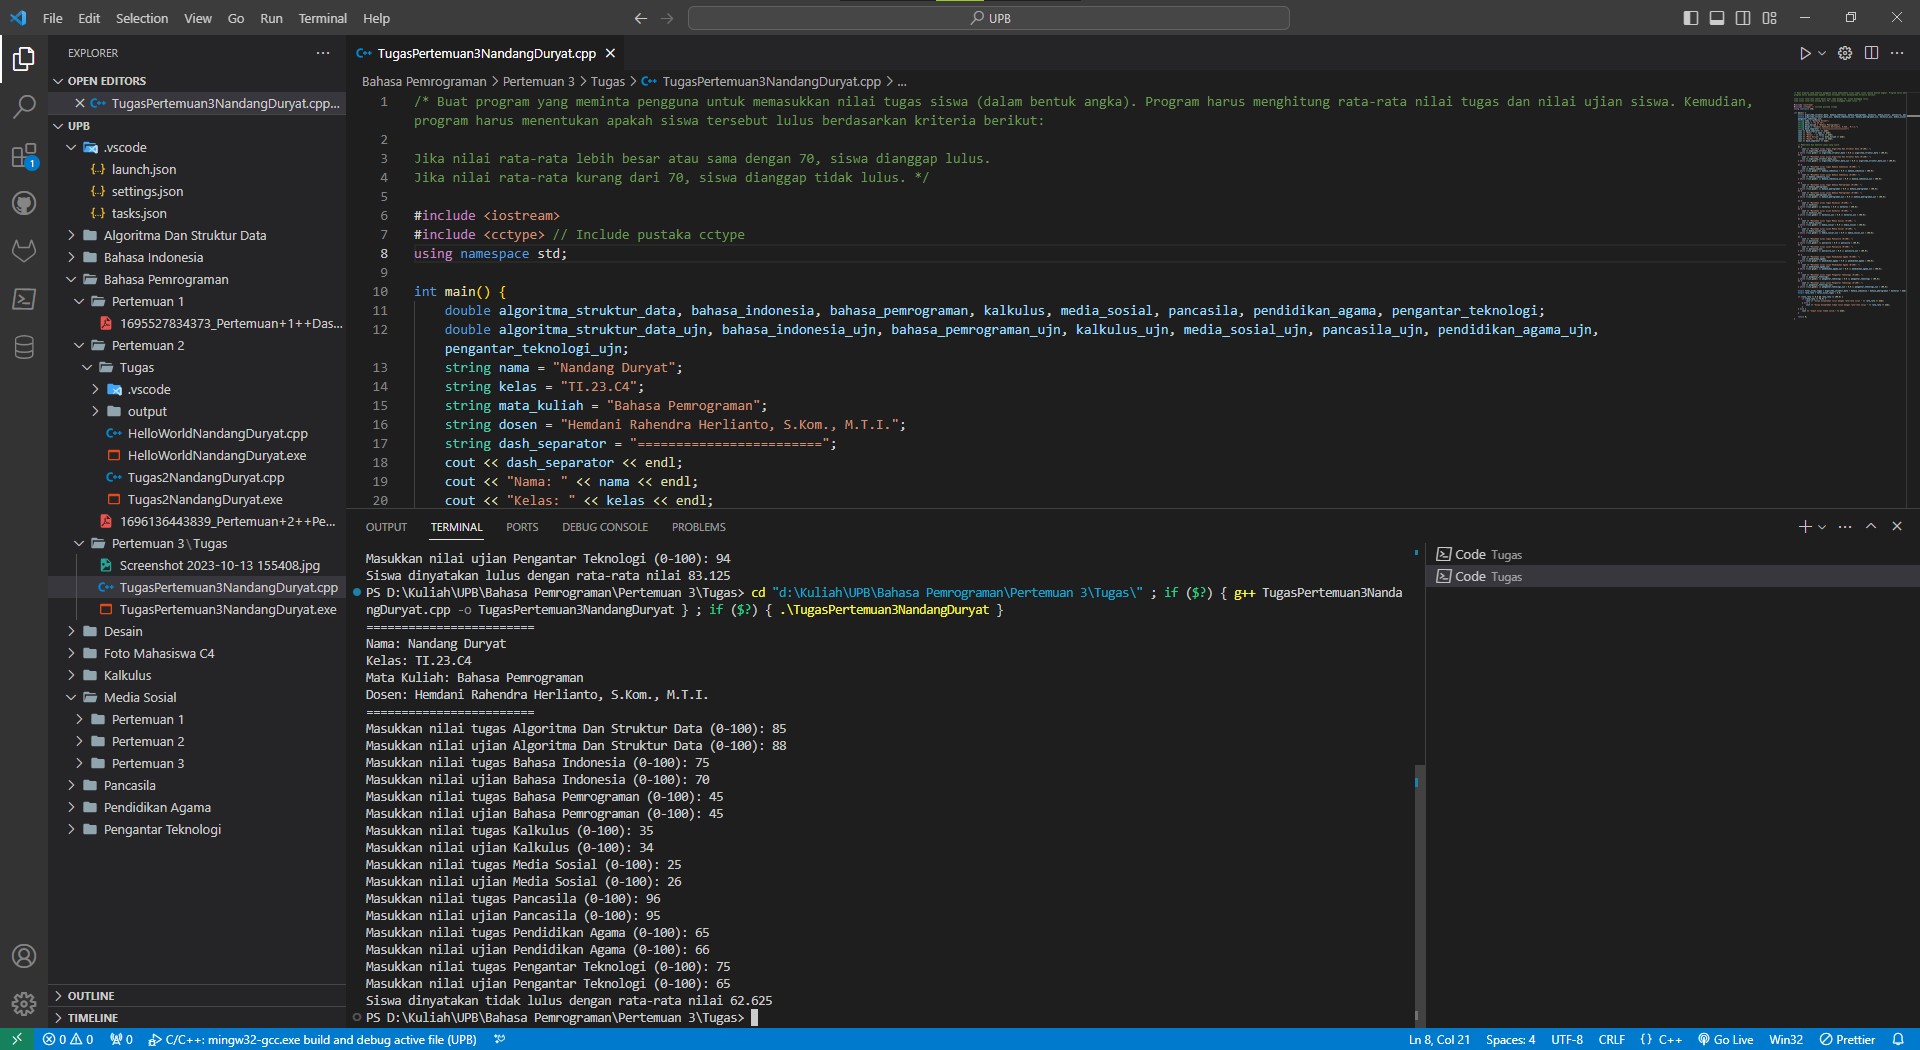 File Edit Selection View Go Run Terminal Help
UPB
EXPLORER
OPEN EDITORS
TugasPertemuan3NandangDuryat.cpp...
UPB
.vscode
launch.json
settings.json
tasks.json
Algoritma Dan Struktur Data
Bahasa Indonesia
Bahasa Pemrograman
Pertemuan 1
1695527834373_Pertemuan+1++Das...
Pertemuan 2
Tugas
.vscode
output
HelloWorldNandangDuryat.cpp
HelloWorldNandangDuryat.exe
Tugas2NandangDuryat.cpp
Tugas2NandangDuryat.exe
1696136443839_Pertemuan+2++Pe...
Pertemuan 3\Tugas
Screenshot 2023-10-13 155408.jpg
TugasPertemuan3NandangDuryat.cpp
TugasPertemuan3NandangDuryat.exe
Desain
Foto Mahasiswa C4
Kalkulus
Media Sosial
Pertemuan 1
Pertemuan 2
Pertemuan 3
Pancasila
Pendidikan Agama
Pengantar Teknologi
OUTLINE
TIMELINE
1
TugasPertemuan3NandangDuryat.cpp
Bahasa Pemrograman > Pertemuan 3 > Tugas > TugasPertemuan3NandangDuryat.cpp > ...
1 /* Buat program yang meminta pengguna untuk memasukkan nilai tugas siswa (dalam bentuk angka). Program harus menghitung rata-rata nilai tugas dan nilai ujian siswa. Kemudian,
program harus menentukan apakah siswa tersebut lulus berdasarkan kriteria berikut:
2
3 Jika nilai rata-rata lebih besar atau sama dengan 70, siswa dianggap lulus.
4 Jika nilai rata-rata kurang dari 70, siswa dianggap tidak lulus. */
5
6 #include <iostream>
7 #include <cctype> // Include pustaka cctype
8 using namespace std;
9
10 int main() {
11 double algoritma_struktur_data, bahasa_indonesia, bahasa_pemrograman, kalkulus, media_sosial, pancasila, pendidikan_agama, pengantar_teknologi;
12 double algoritma_struktur_data_ujn, bahasa_indonesia_ujn, bahasa_pemrograman_ujn, kalkulus_ujn, media_sosial_ujn, pancasila_ujn, pendidikan_agama_ujn,
pengantar_teknologi_ujn;
13 string nama = "Nandang Duryat";
14 string kelas = "TI.23.C4";
15 string mata_kuliah = "Bahasa Pemrograman";
16 string dosen = "Hemdani Rahendra Herlianto, S.Kom., M.T.I.";
17 string dash_separator = "========================";
18 cout << dash_separator << endl;
19 cout << "Nama: " << nama << endl;
20 cout << "Kelas: " << kelas << endl;
OUTPUT TERMINAL PORTS DEBUG CONSOLE PROBLEMS
Masukkan nilai ujian Pengantar Teknologi (0-100): 94
Siswa dinyatakan lulus dengan rata-rata nilai 83.125
PS D:\Kuliah\UPB\Bahasa Pemrograman\Pertemuan 3\Tugas> cd "d:\Kuliah\UPB\Bahasa Pemrograman\Pertemuan 3\Tugas\" ; if ($?) { g++ TugasPertemuan3Nanda
ngDuryat.cpp -o TugasPertemuan3NandangDuryat } ; if ($?) { .\TugasPertemuan3NandangDuryat }
========================
Nama: Nandang Duryat
Kelas: TI.23.C4
Mata Kuliah: Bahasa Pemrograman
Dosen: Hemdani Rahendra Herlianto, S.Kom., M.T.I.
========================
Masukkan nilai tugas Algoritma Dan Struktur Data (0-100): 85
Masukkan nilai ujian Algoritma Dan Struktur Data (0-100): 88
Masukkan nilai tugas Bahasa Indonesia (0-100): 75
Masukkan nilai ujian Bahasa Indonesia (0-100): 70
Masukkan nilai tugas Bahasa Pemrograman (0-100): 45
Masukkan nilai ujian Bahasa Pemrograman (0-100): 45
Masukkan nilai tugas Kalkulus (0-100): 35
Masukkan nilai ujian Kalkulus (0-100): 34
Masukkan nilai tugas Media Sosial (0-100): 25
Masukkan nilai ujian Media Sosial (0-100): 26
Masukkan nilai tugas Pancasila (0-100): 96
Masukkan nilai ujian Pancasila (0-100): 95
Masukkan nilai tugas Pendidikan Agama (0-100): 65
Masukkan nilai ujian Pendidikan Agama (0-100): 66
Masukkan nilai tugas Pengantar Teknologi (0-100): 75
Masukkan nilai ujian Pengantar Teknologi (0-100): 65
Siswa dinyatakan tidak lulus dengan rata-rata nilai 62.625
PS D:\Kuliah\UPB\Bahasa Pemrograman\Pertemuan 3\Tugas>
Code Tugas
Code Tugas
0 0 0 C/C++: mingw32-gcc.exe build and debug active file (UPB) Ln 8, Col 21 Spaces: 4 UTF-8 CRLF {} C++ Go Live Win32 Prettier